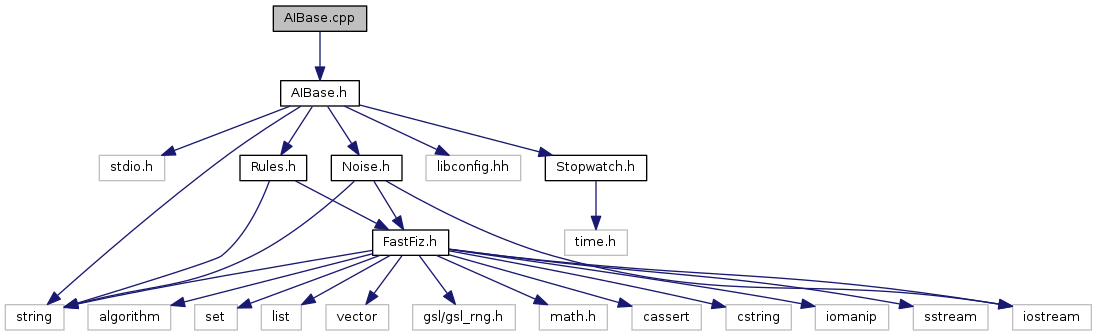 AIBase.cpp
AIBase.h
stdio.h
Rules.h
Noise.h
libconfig.hh
Stopwatch.h
FastFiz.h
time.h
string
algorithm
set
list
vector
gsl/gsl_rng.h
math.h
cassert
cstring
iomanip
sstream
iostream